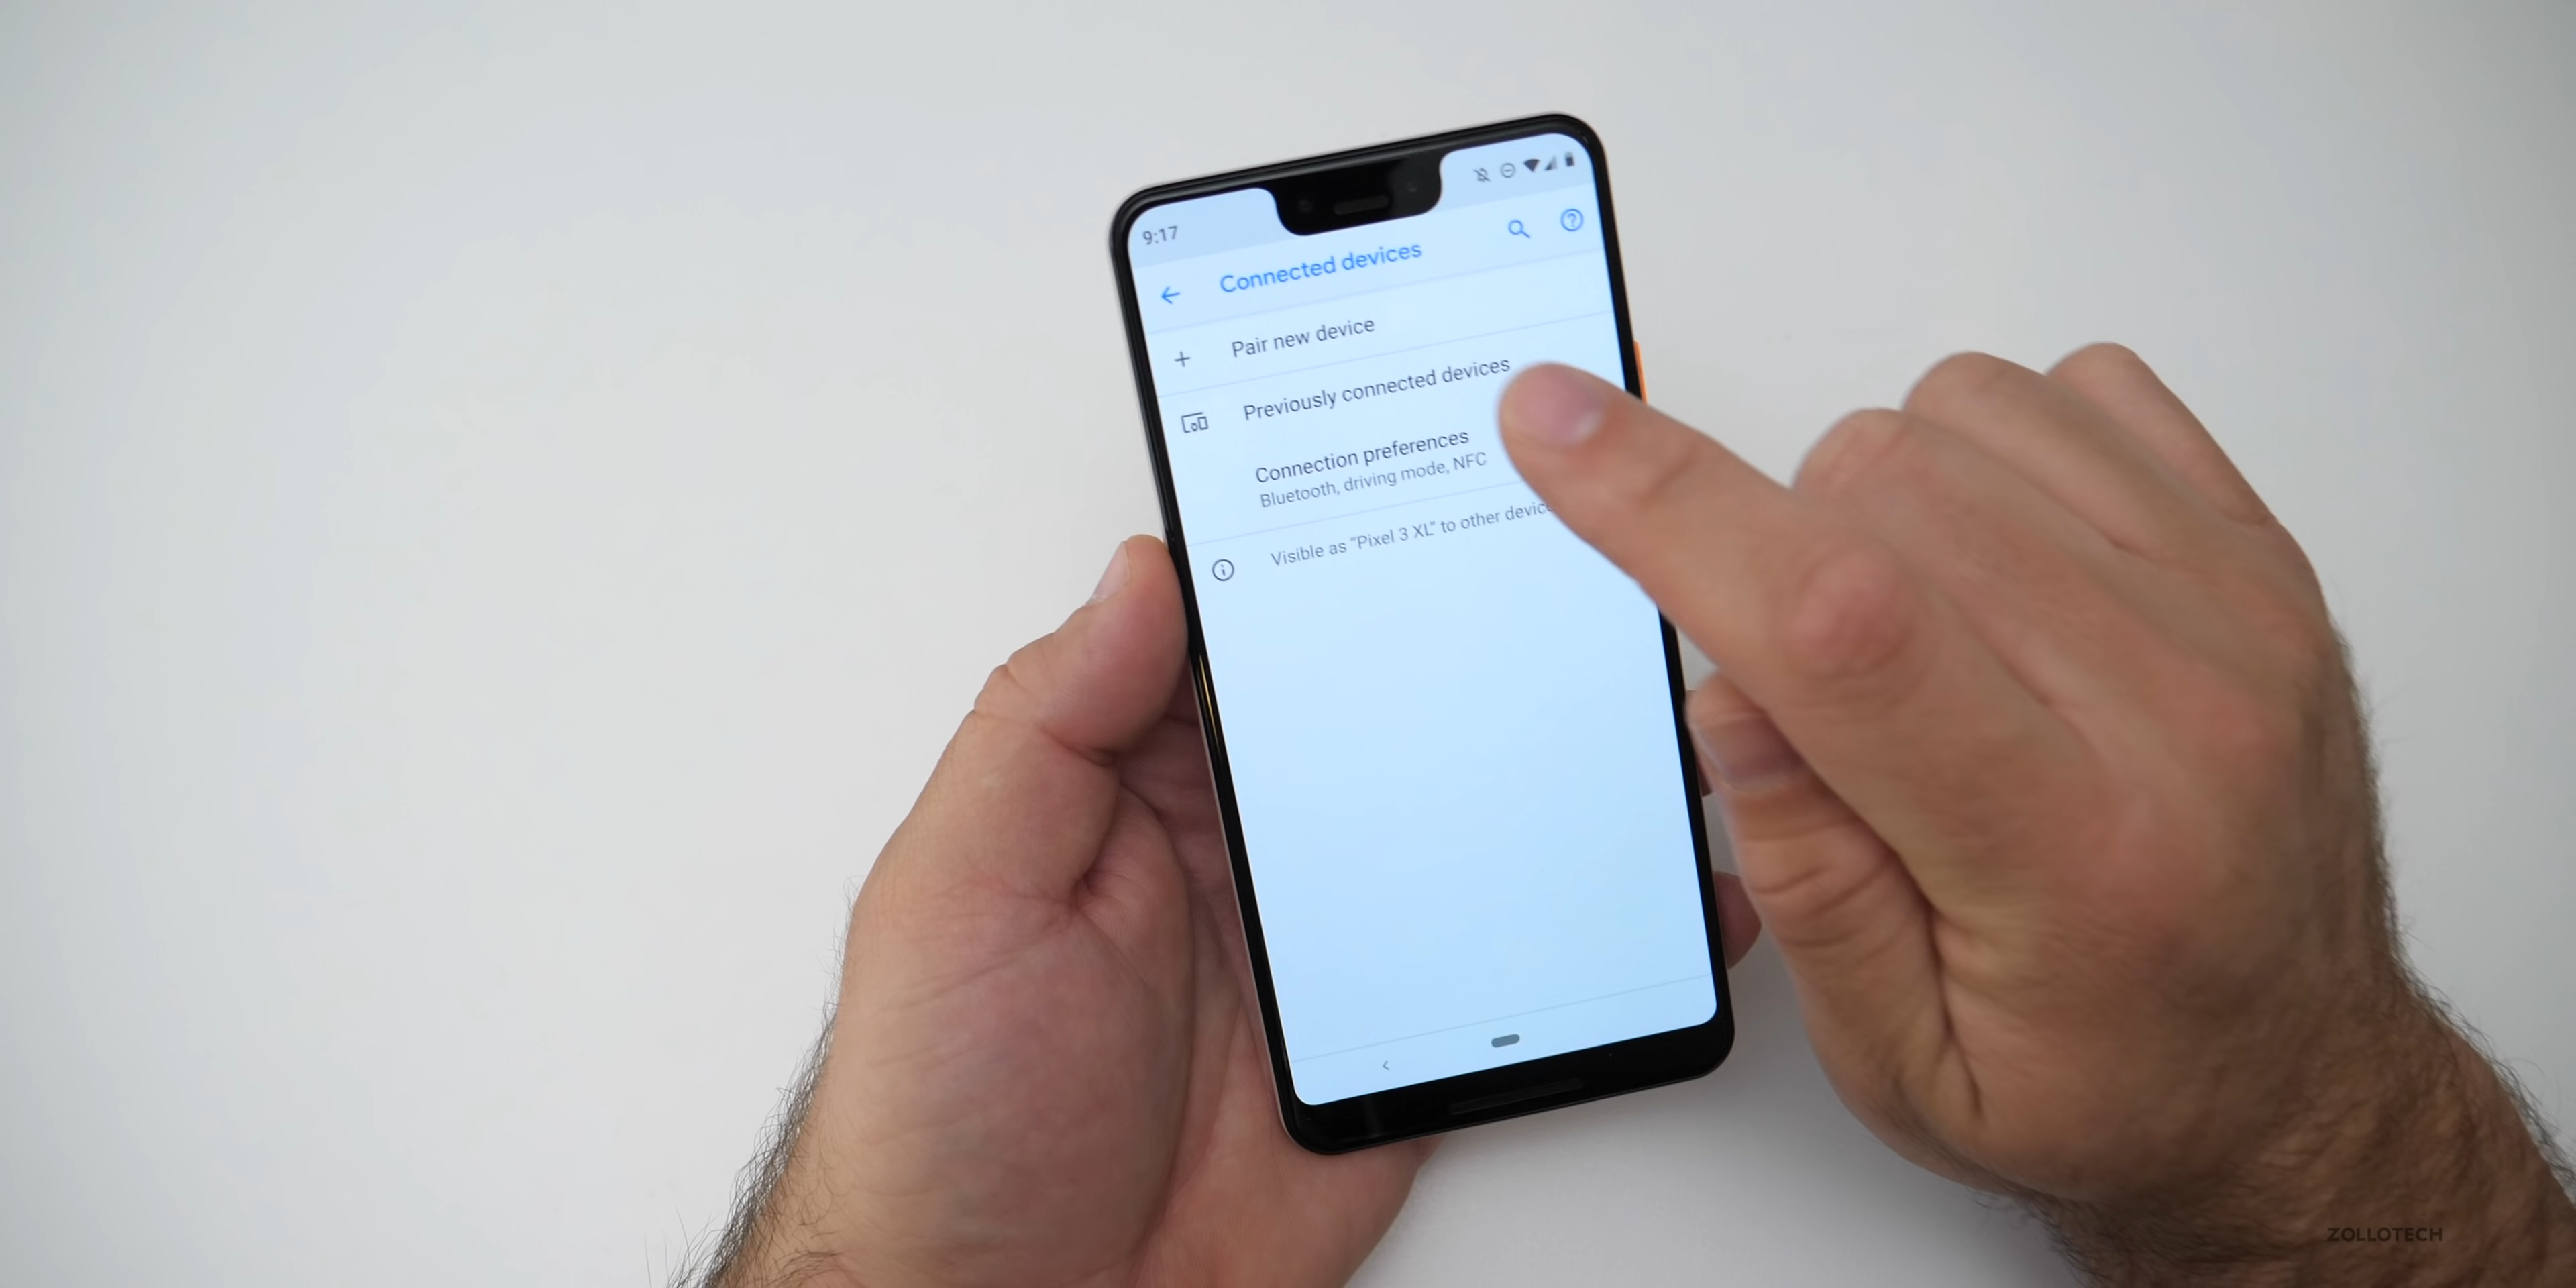 9:17
Connected devices
Pair new device
Previously connected devices
Connection preferences
Bluetooth, driving mode, NFC
Visible as "Pixel 3 XL" to other
ZOLLOTECH